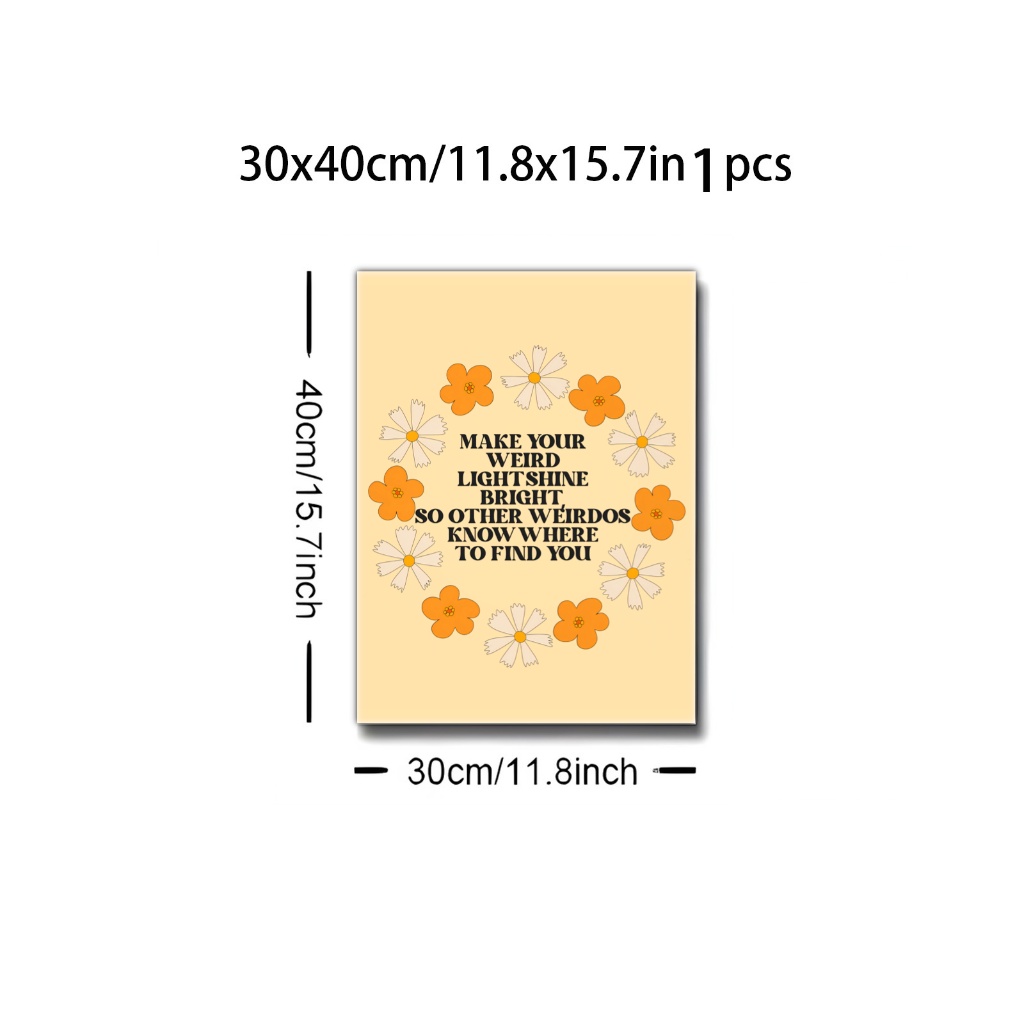 30x40cm/11.8x15.7in 1 pcs
40cm/15.7inch
MAKE YOUR
WEIRD
LIGHT SHINE
BRIGHT,
SO OTHER WEIRDOS
KNOW WHERE
TO FIND YOU
30cm/11.8inch